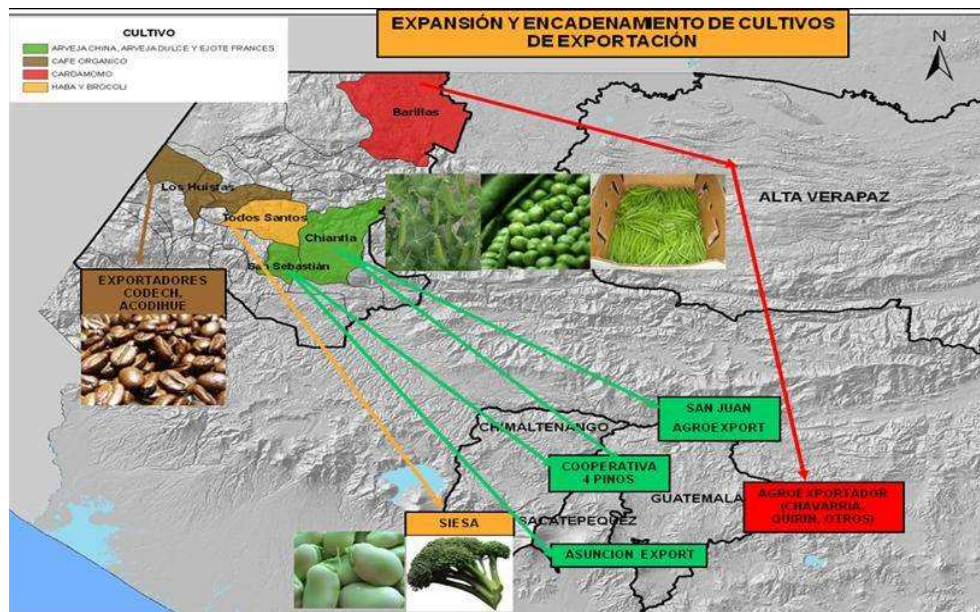 EXPANSIÓN Y ENCADENAMIENTO DE CULTIVOS
DE EXPORTACIÓN
CULTIVO
ARVEJA CHINA, ARVEJA DULCE Y EJOTE FRANCES
CAFE ORGANICO
CARDAMOMO
HABA Y BROCOLI
N
Barillas
ALTA VERAPAZ
Los Huistas
Todos Santos
Chiantla
San Sebastián
EXPORTADORES
CODECH,
ACODIHUE
SAN JUAN
AGROEXPORT
CHIMALTENANGO
COOPERATIVA
4 PINOS
GUATEMALA
AGROEXPORTADOR
(CHAVARRIA,
QUIRIN, OTROS)
SIESA
SACATEPEQUEZ
ASUNCION EXPORT